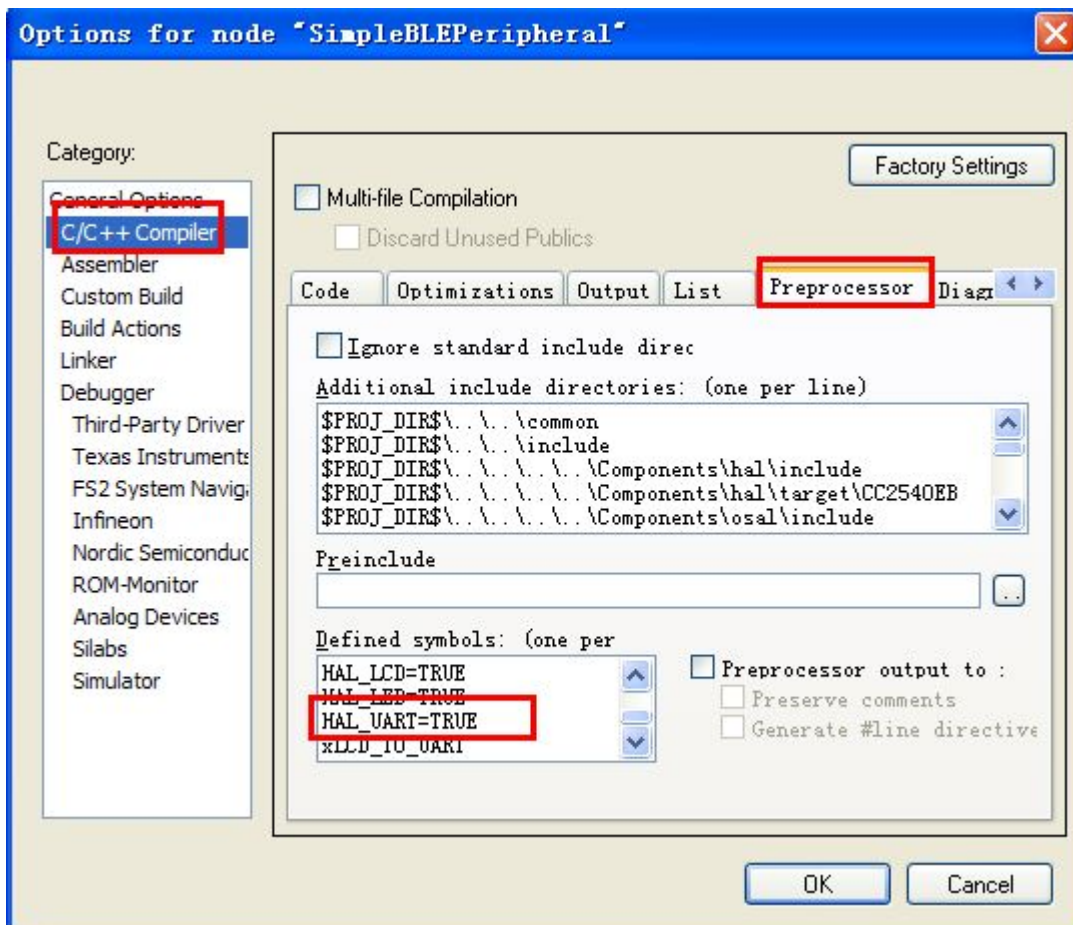 Options for node "SimpleBLEPeripheral"
Category:
General Options
C/C++ Compiler
Assembler
Custom Build
Build Actions
Linker
Debugger
Third-Party Driver
Texas Instruments
FS2 System Naviga
Infineon
Nordic Semiconduc
ROM-Monitor
Analog Devices
Silabs
Simulator
Factory Settings
Multi-file Compilation
Discard Unused Publics
Code Optimizations Output List Preprocessor Diagn
Ignore standard include direc
Additional include directories: (one per line)
$PROJ_DIR$\..\..\common
$PROJ_DIR$\..\..\include
$PROJ_DIR$\..\..\..\..\Components\hal\include
$PROJ_DIR$\..\..\..\..\Components\hal\target\CC2540EB
$PROJ_DIR$\..\..\..\..\Components\osal\include
Preinclude
..
Defined symbols: (one per
HAL_LCD=TRUE
HAL_LED=TRUE
HAL_UART=TRUE
xLCD_TO_UART
Preprocessor output to :
Preserve comments
Generate #line directive
OK
Cancel